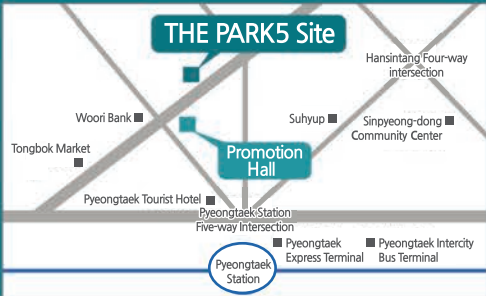 THE PARK5 Site
Hansintang Four-way
intersection
Woori Bank
Suhyup
Sinpyeong-dong
Community Center
Tongbok Market
Promotion
Hall
Pyeongtaek Tourist Hotel
Pyeongtaek Station
Five-way Intersection
Pyeongtaek
Express Terminal
Pyeongtaek Intercity
Bus Terminal
Pyeongtaek
Station